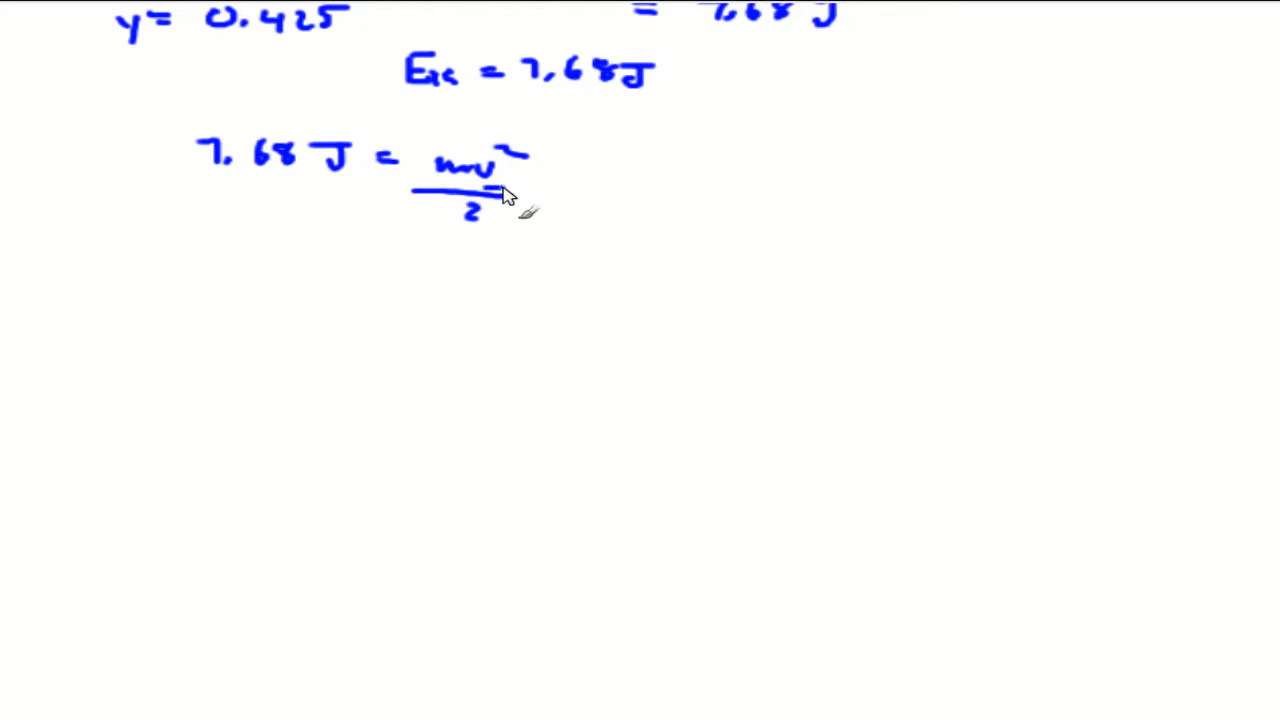 y = 0.425 = 7.68 J
Eₖ = 7.68 J
7.68 J = mv² / 2